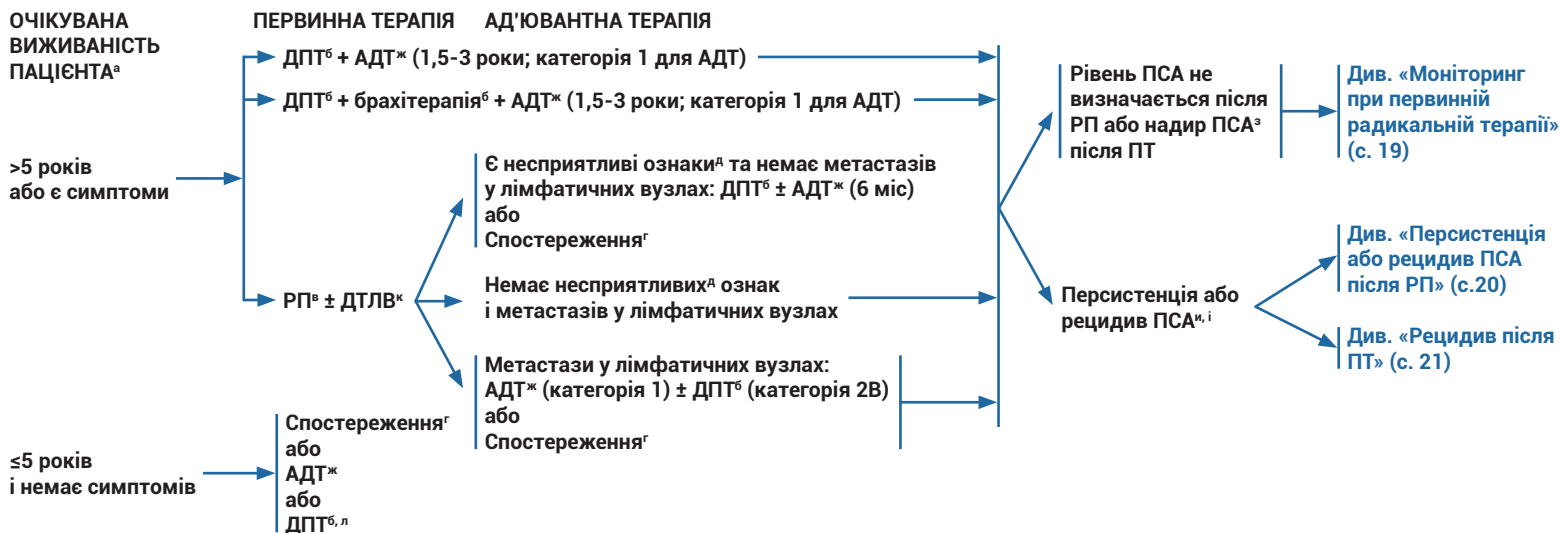 ОЧІКУВАНА
ВИЖИВАНІСТЬ
ПАЦІЄНТАᵃ
ПЕРВИННА ТЕРАПІЯ
АД’ЮВАНТНА ТЕРАПІЯ
>5 років
або є симптоми
ДПТᵇ + АДТж (1,5-3 роки; категорія 1 для АДТ)
ДПТб + брахітерапіяб + АДТж (1,5-3 роки; категорія 1 для АДТ)
РПв ± ДТЛВк
Є несприятливі ознакид та немає метастазів
у лімфатичних вузлах: ДПТб ± АДТж (6 міс)
або
Спостереженняг
Немає несприятливихд ознак
і метастазів у лімфатичних вузлах
Метастази у лімфатичних вузлах:
АДТж (категорія 1) ± ДПТб (категорія 2В)
або
Спостереженняг
≤5 років
і немає симптомів
Спостереженняг
або
АДТж
або
ДПТб, л
Рівень ПСА не
визначається після
РП або надир ПСАз
після ПТ
Див. «Моніторинг
при первинній
радикальній терапії»
(с. 19)
Персистенція або
рецидив ПСАи, і
Див. «Персистенція
або рецидив ПСА
після РП» (с.20)
Див. «Рецидив після
ПТ» (с. 21)